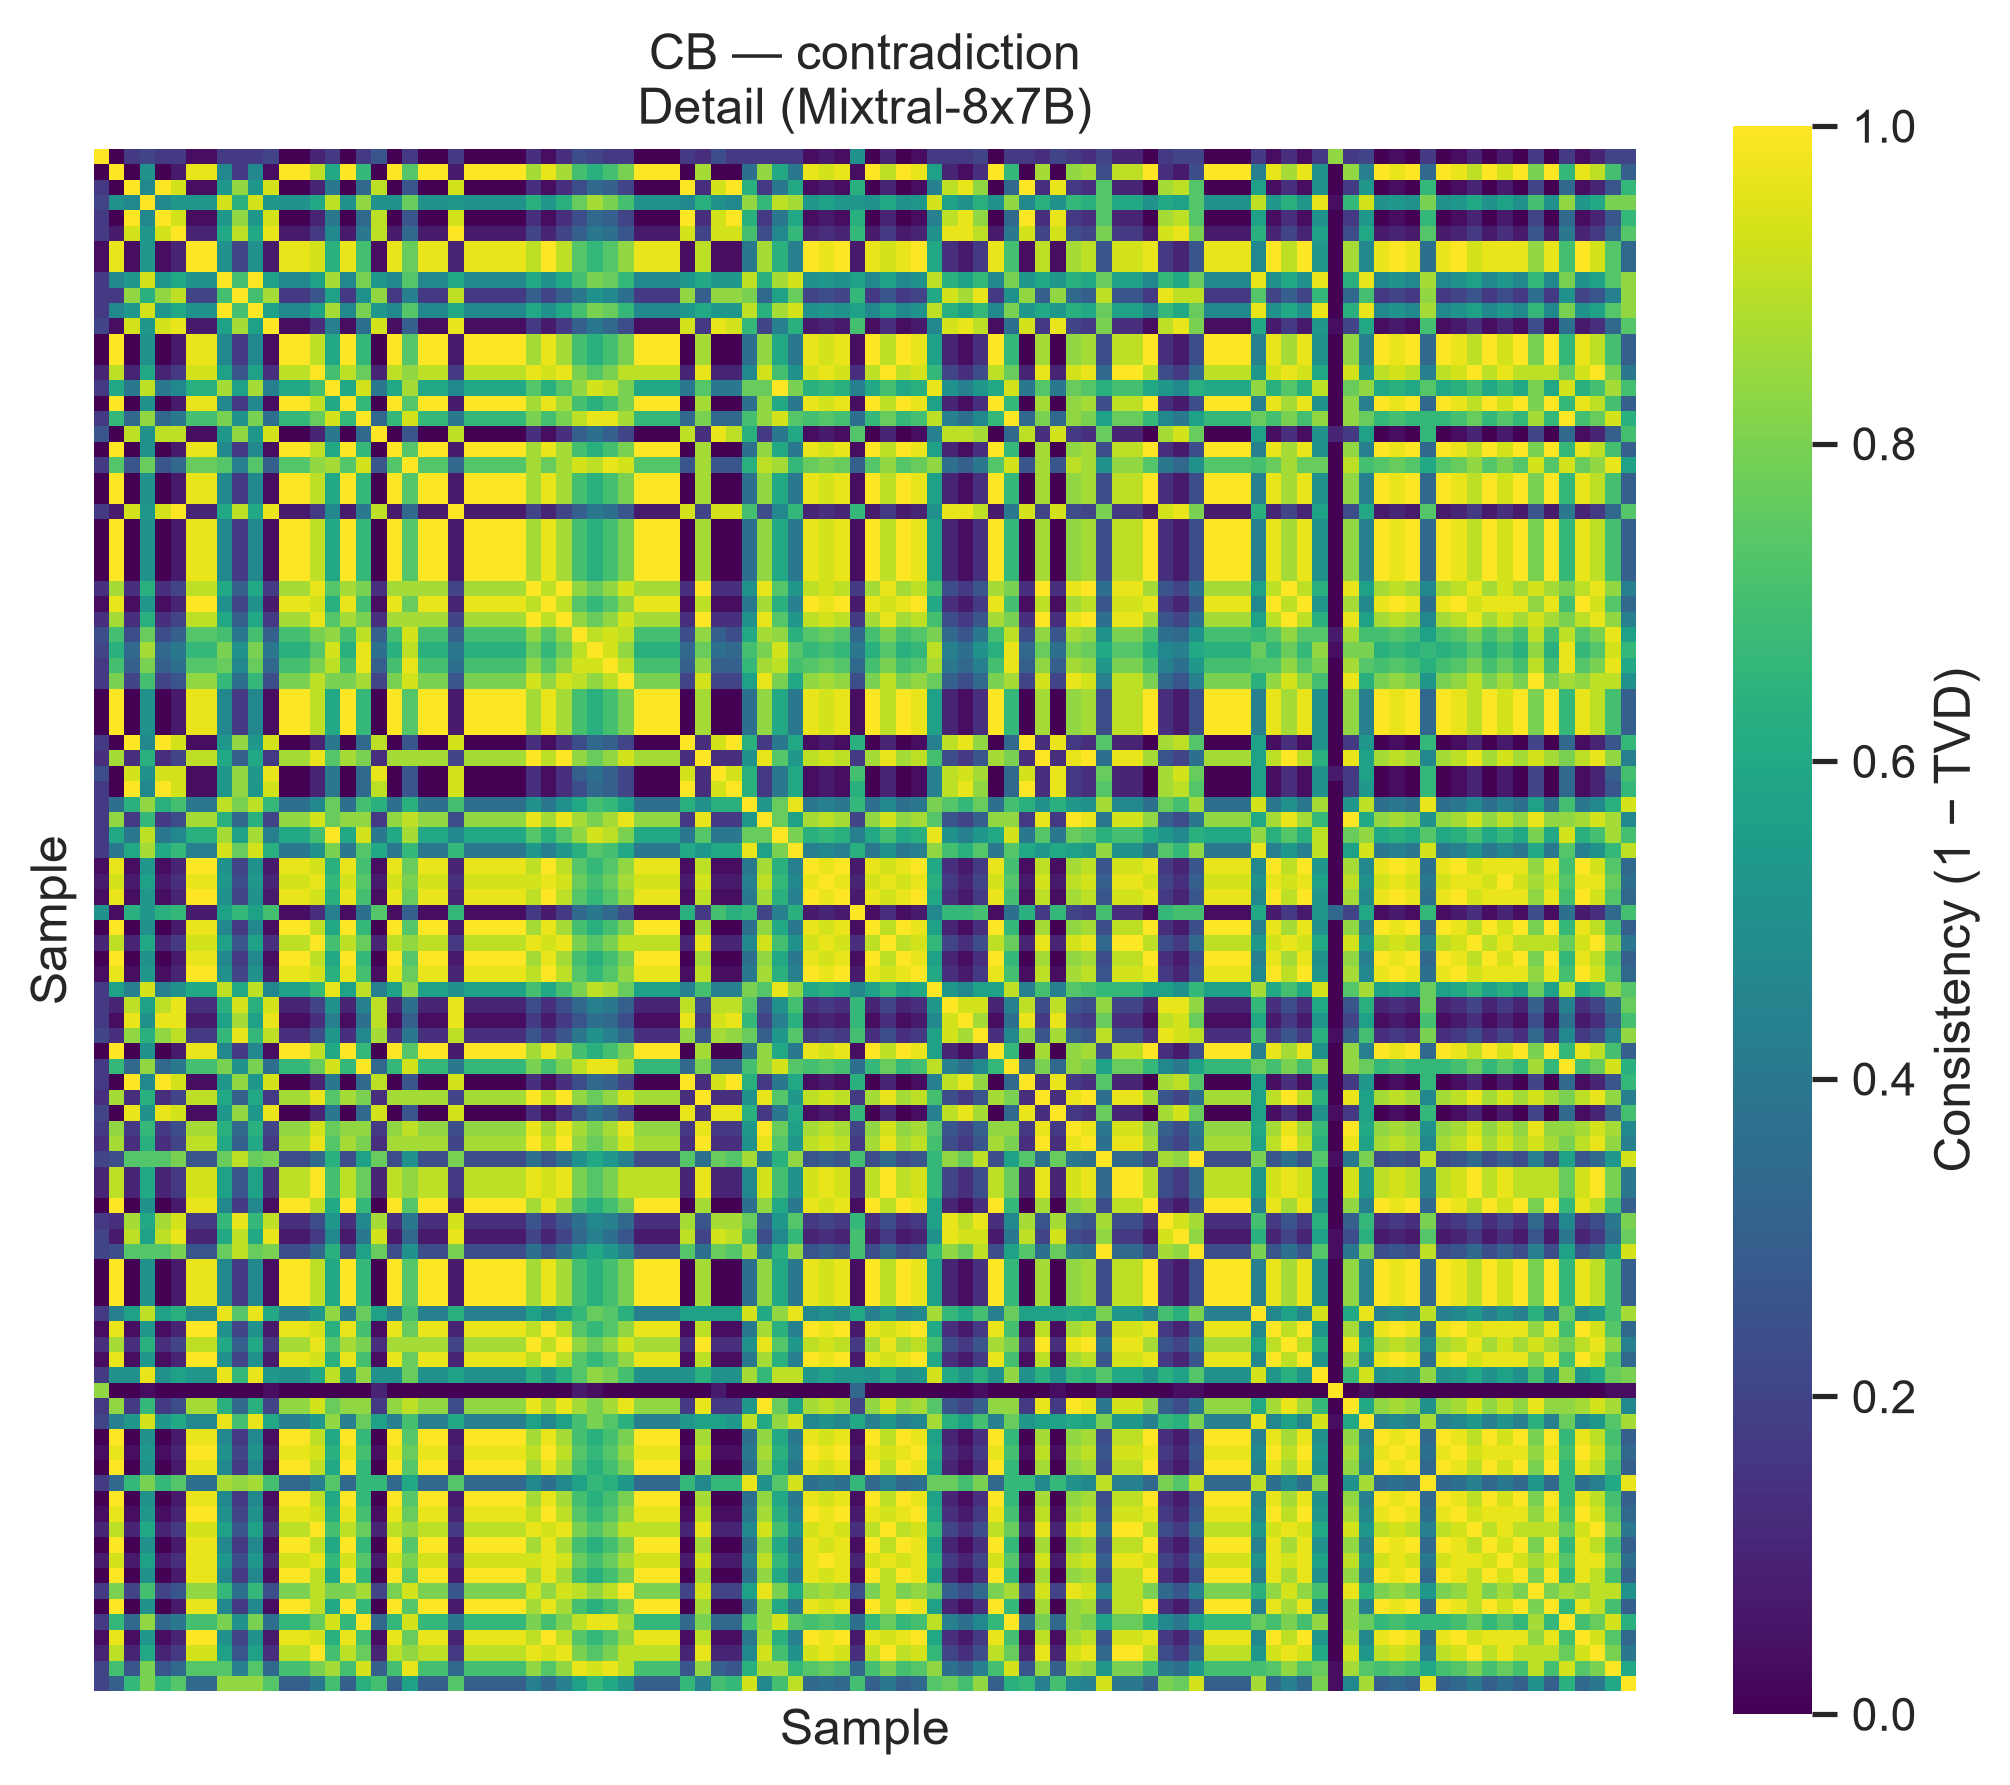 CB — contradiction
Detail (Mixtral-8x7B)
Sample
Sample
1.0
0.8
0.6
0.4
0.2
0.0
Consistency (1 − TVD)